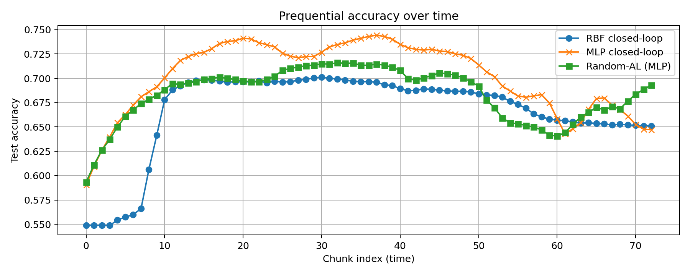 Prequential accuracy over time
Test accuracy
0.750
0.725
0.700
0.675
0.650
0.625
0.600
0.575
0.550
RBF closed-loop
MLP closed-loop
Random-AL (MLP)
0 10 20 30 40 50 60 70
Chunk index (time)